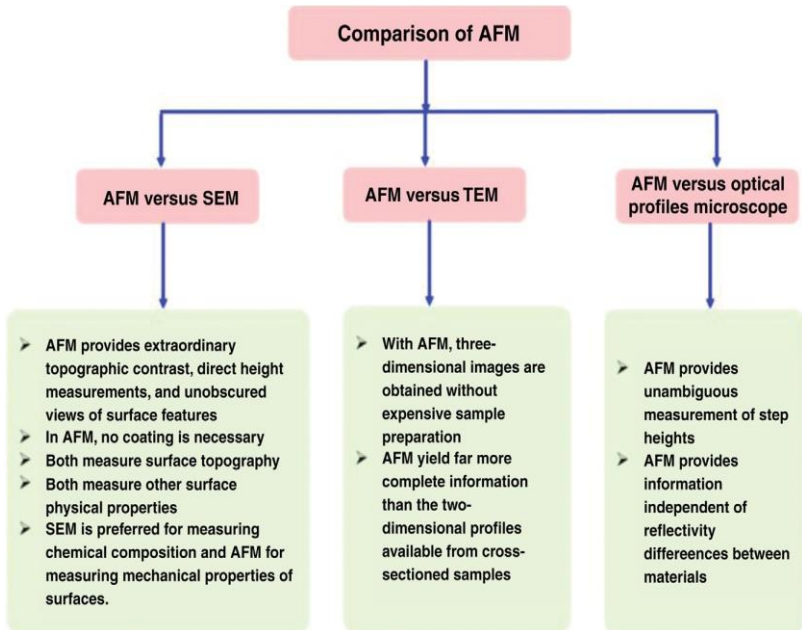 Comparison of AFM
AFM versus SEM
AFM versus TEM
AFM versus optical
profiles microscope
AFM provides extraordinary
topographic contrast, direct height
measurements, and unobscured
views of surface features
In AFM, no coating is necessary
Both measure surface topography
Both measure other surface
physical properties
SEM is preferred for measuring
chemical composition and AFM for
measuring mechanical properties of
surfaces.
With AFM, three-
dimensional images are
obtained without
expensive sample
preparation
AFM yield far more
complete information
than the two-
dimensional profiles
available from cross-
sectioned samples
AFM provides
unambiguous
measurement of step
heights
AFM provides
information
independent of
reflectivity
differeences between
materials